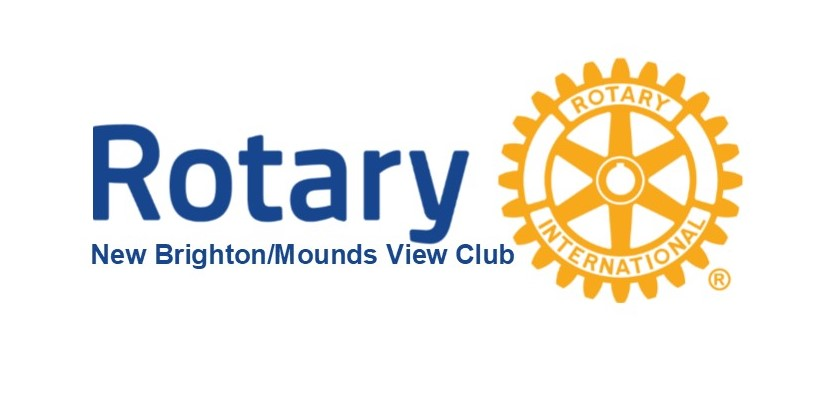 Rotary
New Brighton/Mounds View Club
ROTARY
INTERNATIONAL
®